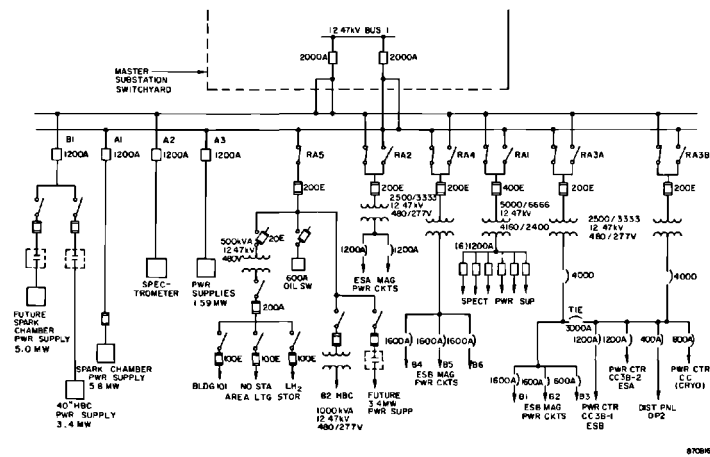 12.47kV BUS 1
2000A
2000A
MASTER
SUBSTATION
SWITCHYARD
B1
1200A
A1
1200A
A2
1200A
A3
1200A
RA5
RA2
RA4
RA1
RA3A
RA3B
200E
200E
200E
400E
200E
200E
2500/3333
12.47kV
480/277V
5000/6666
12.47kV
4160/2400
2500/3333
12.47kV
480/277V
500kVA
12.47kV
480V
20E
600A
OIL SW
1200A
1200A
ESA MAG
PWR CKTS
(6)1200A
SPECT PWR SUP
4000
4000
SPEC-
TROMETER
PWR
SUPPLIES
1.59 MW
200A
FUTURE
SPARK
CHAMBER
PWR SUPPLY
5.0 MW
SPARK CHAMBER
PWR SUPPLY
5.8 MW
40" HBC
PWR SUPPLY
3.4 MW
100E
100E
100E
BLDG 101
NO STA
AREA LTG
LH2
STOR
82 HBC
1000kVA
12.47kV
480/277V
FUTURE
3.4MW
PWR SUPP
1600A
1600A
1600A
B4
B5
B6
ESB MAG
PWR CKTS
TIE
3000A
1200A
1200A
400A
800A
1600A
1600A
600A
B1
B2
B3
ESB MAG
PWR CKTS
PWR CTR
CC3B-1
ESB
PWR CTR
CC3B-2
ESA
DIST PNL
DP2
PWR CTR
CC
(CRYO)
870B16